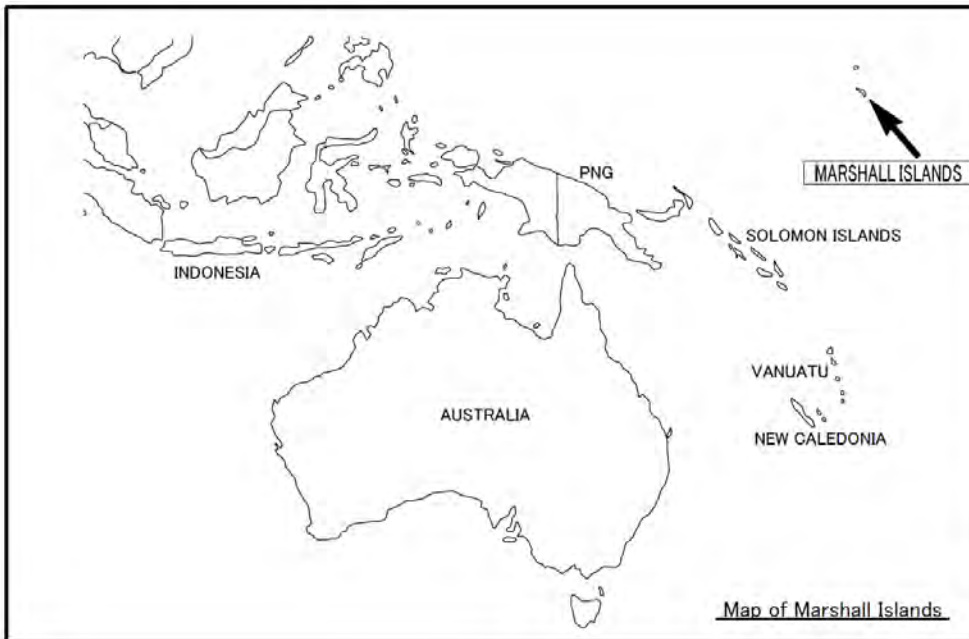 MARSHALL ISLANDS
PNG
SOLOMON ISLANDS
INDONESIA
VANUATU
AUSTRALIA
NEW CALEDONIA
Map of Marshall Islands